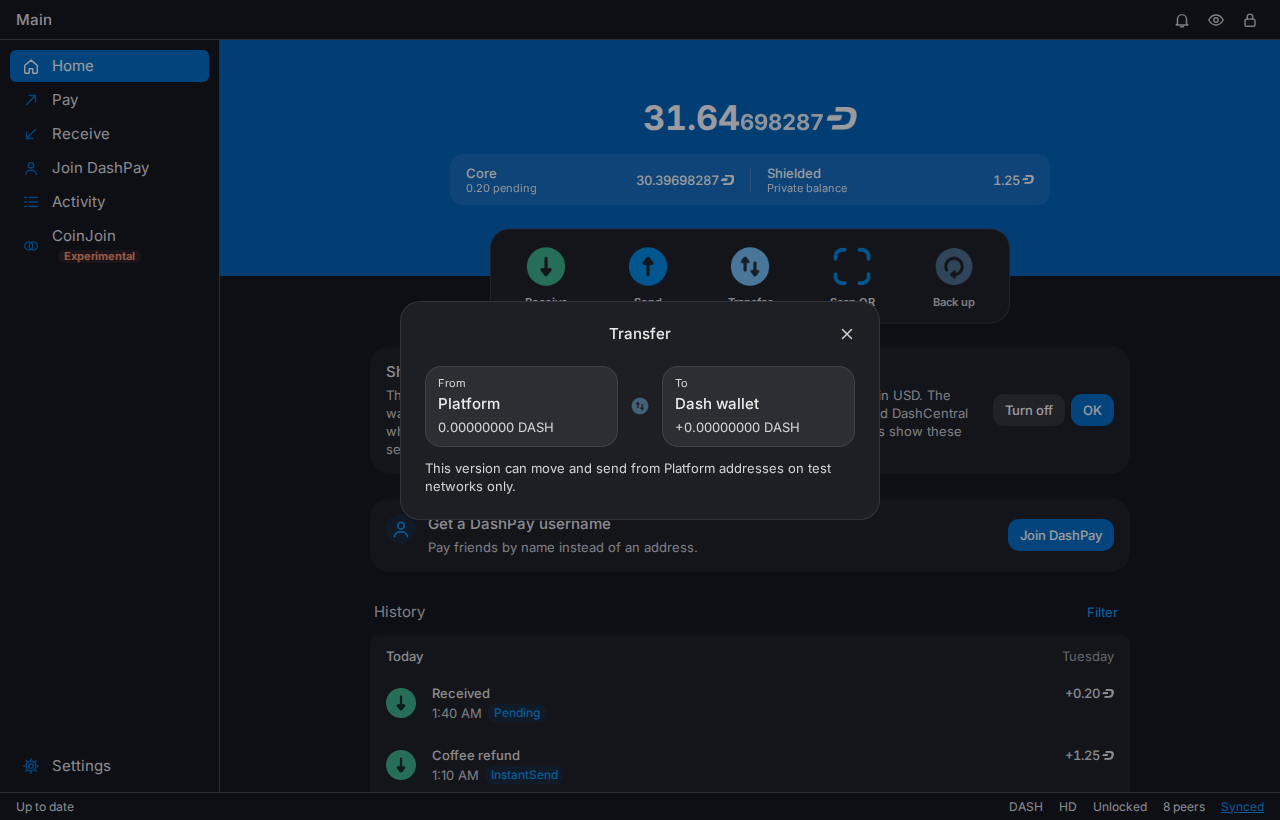 Main
Home
Pay
Receive
Join DashPay
Activity
CoinJoin
Experimental
Settings
31.64698287
Core
0.20 pending
30.39698287
Shielded
Private balance
1.25
Back up
Transfer
From
Platform
0.00000000 DASH
To
Dash wallet
+0.00000000 DASH
This version can move and send from Platform addresses on test
networks only.
in USD. The
DashCentral
show these
Turn off
OK
Get a DashPay username
Pay friends by name instead of an address.
Join DashPay
History
Filter
Today
Tuesday
Received
1:40 AM
Pending
+0.20
Coffee refund
1:10 AM
InstantSend
+1.25
Up to date
DASH
HD
Unlocked
8 peers
Synced